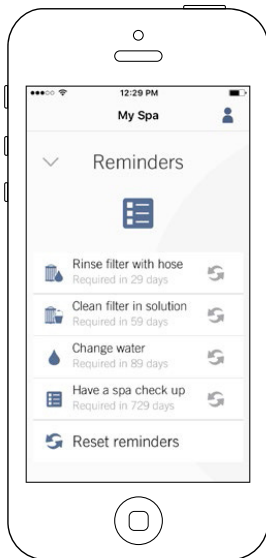 12:29 PM
My Spa
Reminders
Rinse filter with hose
Required in 29 days
Clean filter in solution
Required in 59 days
Change water
Required in 89 days
Have a spa check up
Required in 729 days
Reset reminders